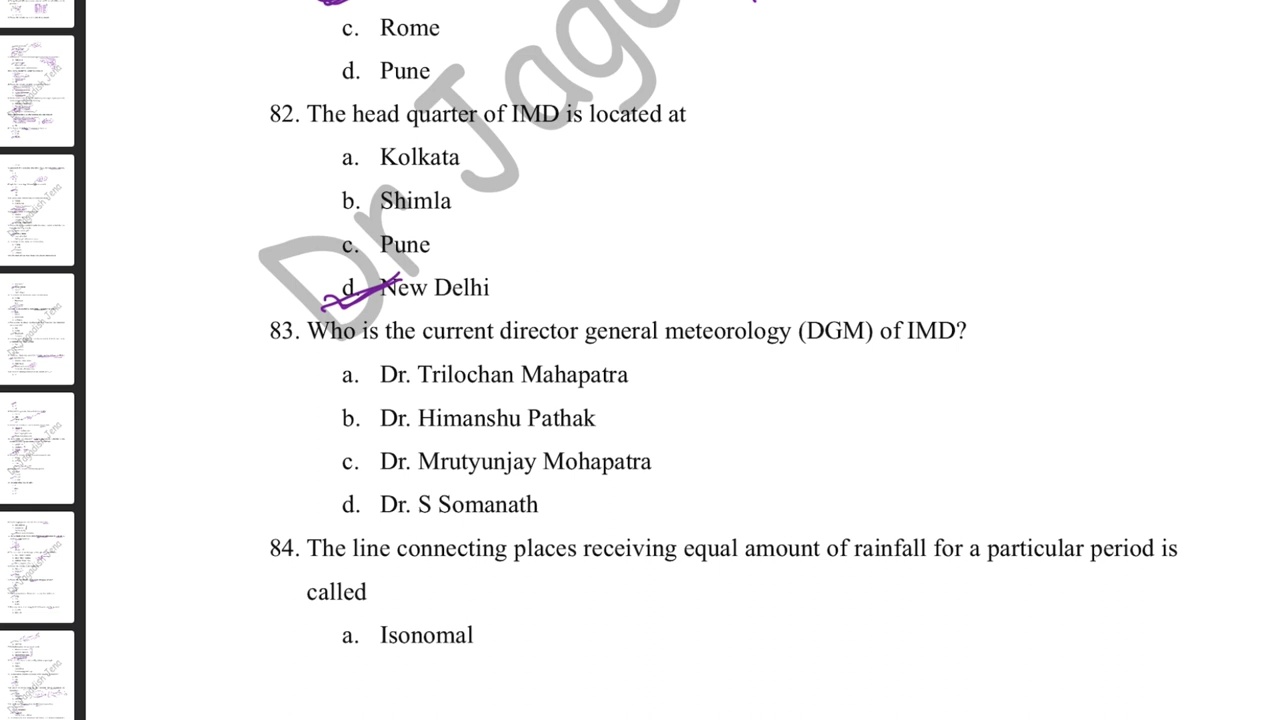 c. Rome
d. Pune
82. The head quarter of IMD is located at
a. Kolkata
b. Shimla
c. Pune
d. New Delhi
83. Who is the current director general meteorology (DGM) of IMD?
a. Dr. Trilochan Mahapatra
b. Dr. Himanshu Pathak
c. Dr. Mrutyunjay Mohapatra
d. Dr. S Somanath
84. The line connecting places receiving equal amount of rainfall for a particular period is
called
a. Isonomal
Dr Jag